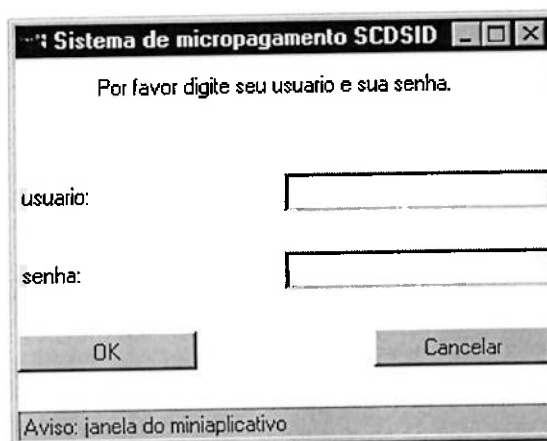 Sistema de micropagamento SCDSID
Por favor digite seu usuario e sua senha.
usuario:
senha:
OK Cancelar
Aviso: janela do miniaplicativo